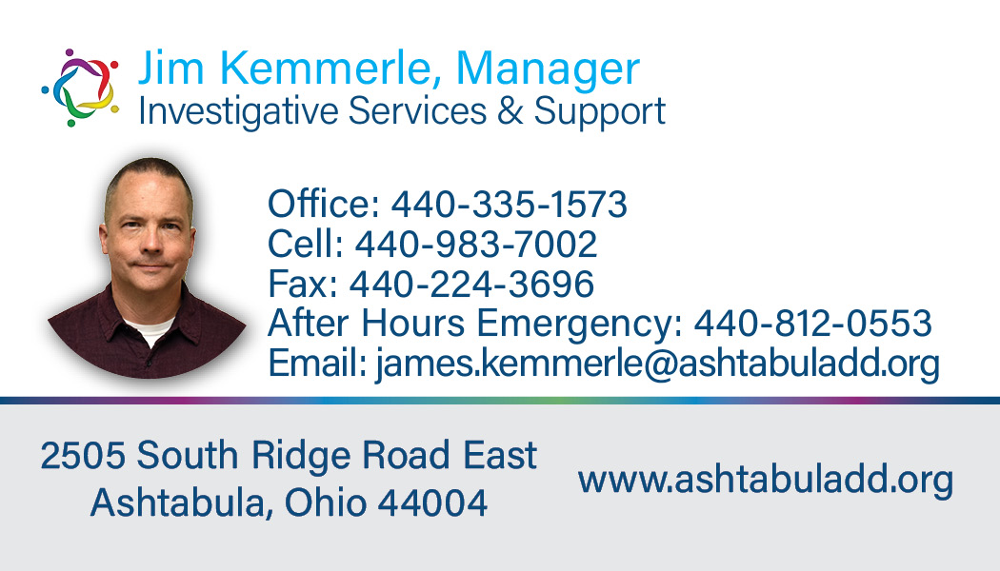 Jim Kemmerle, Manager
Investigative Services & Support
Office: 440-335-1573
Cell: 440-983-7002
Fax: 440-224-3696
After Hours Emergency: 440-812-0553
Email: james.kemmerle@ashtabuladd.org
2505 South Ridge Road East
Ashtabula, Ohio 44004
www.ashtabuladd.org